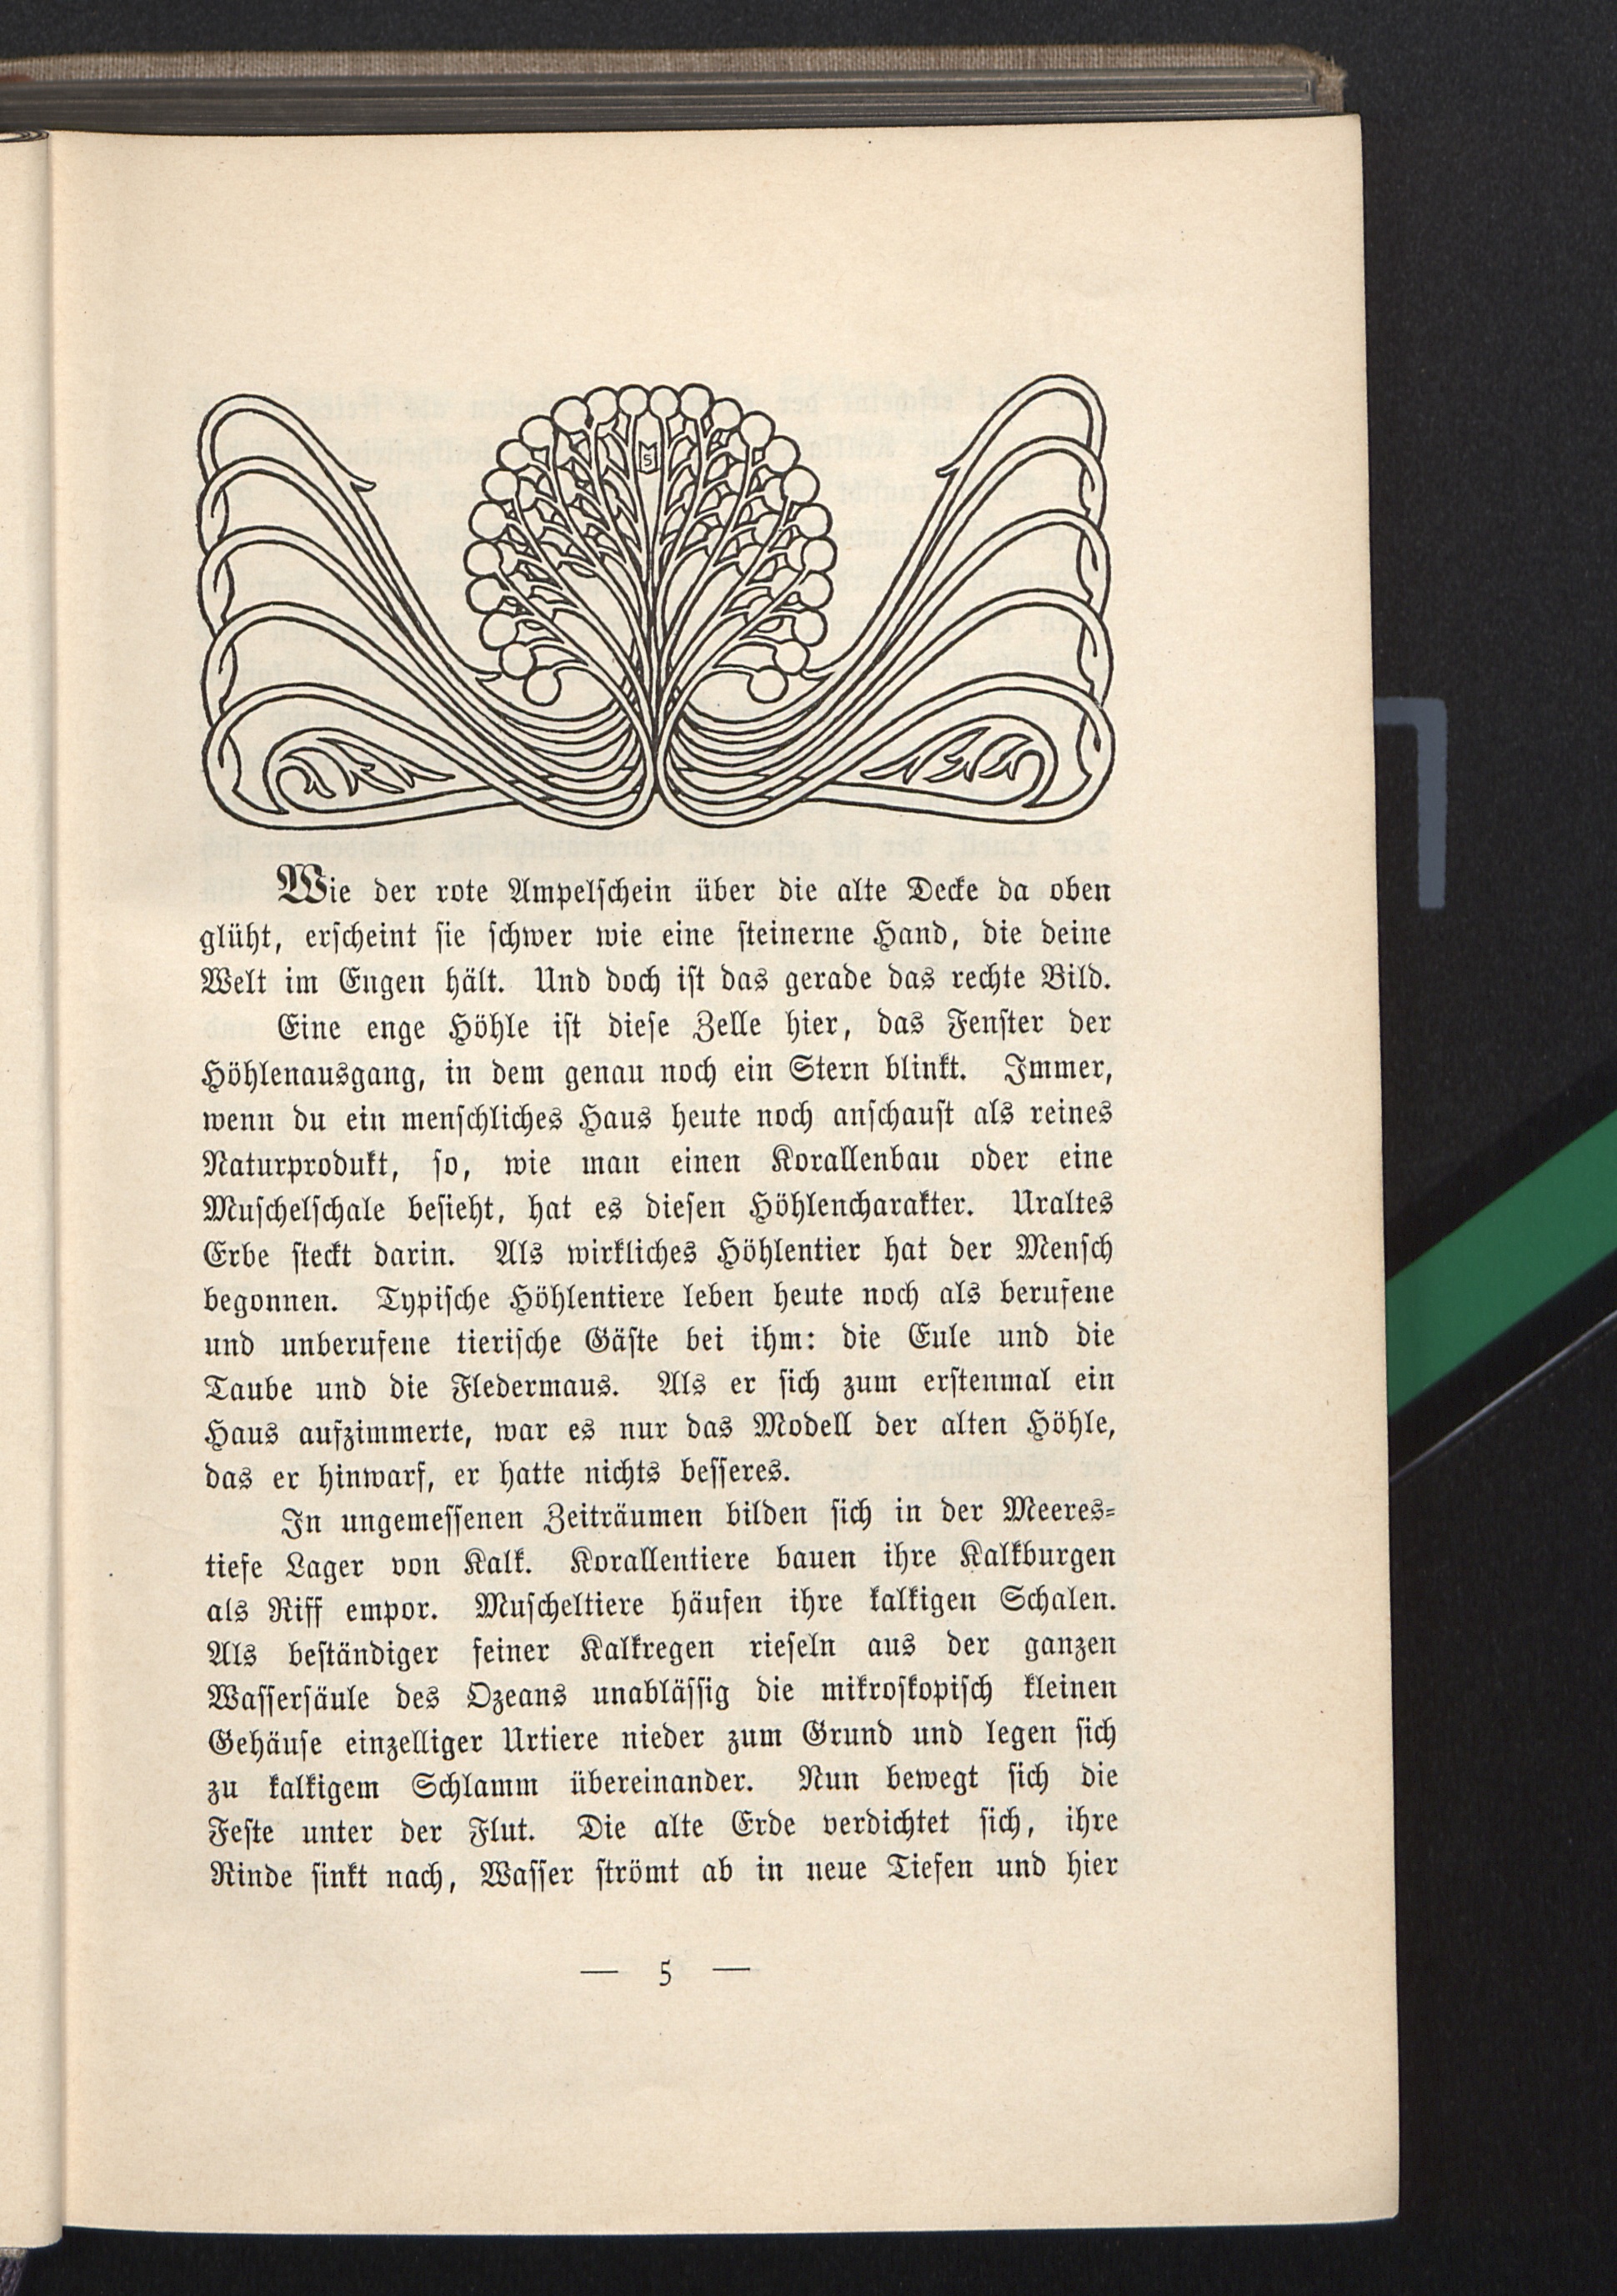 Wie der rote Ampelschein über die alte Decke da oben
glüht, erscheint sie schwer wie eine steinerne Hand, die deine
Welt im Engen hält. Und doch ist das gerade das rechte Bild.
Eine enge Höhle ist diese Zelle hier, das Fenster der
Höhlenausgang, in dem genau noch ein Stern blinkt. Immer,
wenn du ein menschliches Haus heute noch anschaust als reines
Naturprodukt, so, wie man einen Korallenbau oder eine
Muschelschale besieht, hat es diesen Höhlencharakter. Uraltes
Erbe steckt darin. Als wirkliches Höhlentier hat der Mensch
begonnen. Typische Höhlentiere leben heute noch als berufene
und unberufene tierische Gäste bei ihm: die Eule und die
Taube und die Fledermaus. Als er sich zum erstenmal ein
Haus aufzimmerte, war es nur das Modell der alten Höhle,
das er hinwarf, er hatte nichts besseres.
In ungemessenen Zeiträumen bilden sich in der Meeres-
tiefe Lager von Kalk. Korallentiere bauen ihre Kalkburgen
als Riff empor. Muscheltiere häufen ihre kalkigen Schalen.
Als beständiger feiner Kalkregen rieseln aus der ganzen
Wassersäule des Ozeans unablässig die mikroskopisch kleinen
Gehäuse einzelliger Urtiere nieder zum Grund und legen sich
zu kalkigem Schlamm übereinander. Nun bewegt sich die
Feste unter der Flut. Die alte Erde verdichtet sich, ihre
Rinde sinkt nach, Wasser strömt ab in neue Tiefen und hier
— 5 —